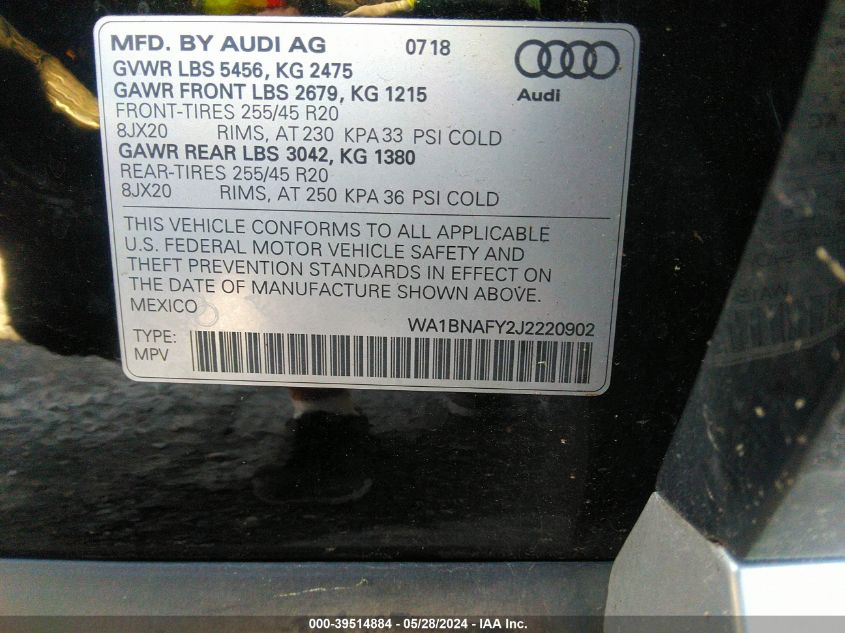 MFD. BY AUDI AG 0718
GVWR LBS 5456, KG 2475
GAWR FRONT LBS 2679, KG 1215
Audi
FRONT-TIRES 255/45 R20
8JX20 RIMS, AT 230 KPA 33 PSI COLD
GAWR REAR LBS 3042, KG 1380
REAR-TIRES 255/45 R20
8JX20 RIMS, AT 250 KPA 36 PSI COLD
THIS VEHICLE CONFORMS TO ALL APPLICABLE
U.S. FEDERAL MOTOR VEHICLE SAFETY AND
THEFT PREVENTION STANDARDS IN EFFECT ON
THE DATE OF MANUFACTURE SHOWN ABOVE.
MEXICO
WA1BNAFY2J2220902
TYPE:
MPV
000-39514884 - 05/28/2024 - IAA Inc.